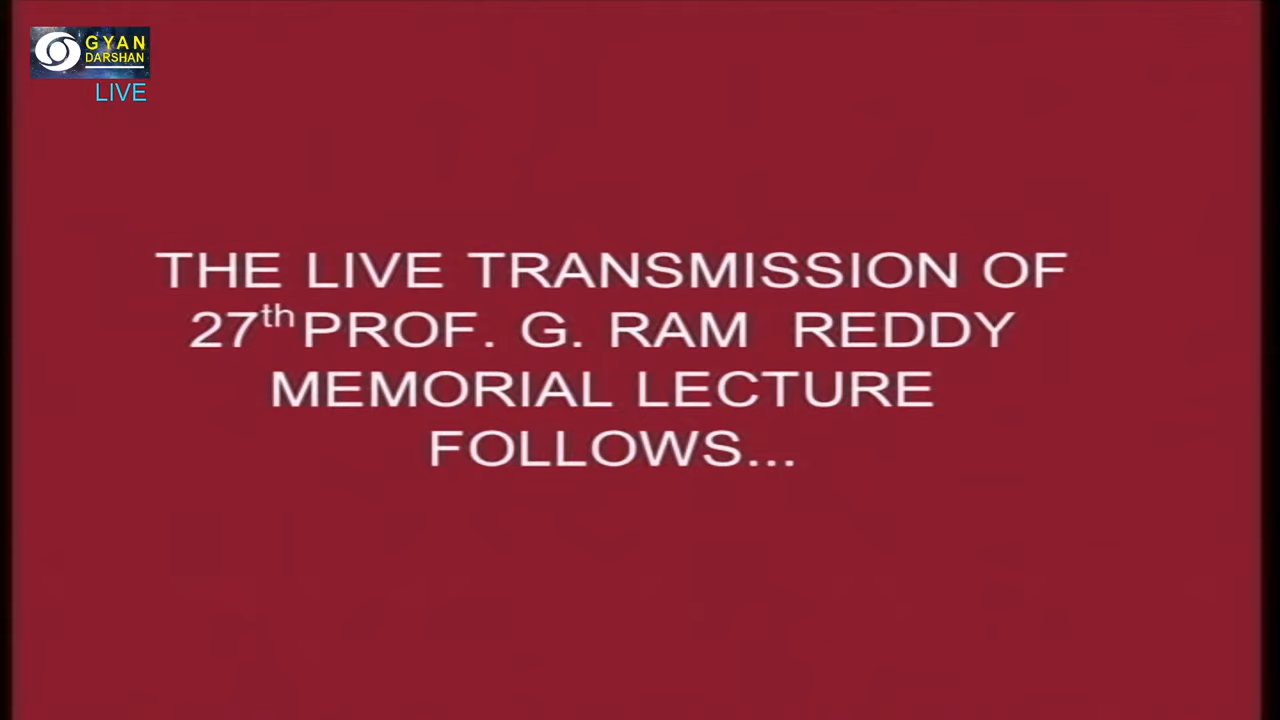 GYAN
DARSHAN
LIVE
THE LIVE TRANSMISSION OF
27th PROF. G. RAM REDDY
MEMORIAL LECTURE
FOLLOWS...